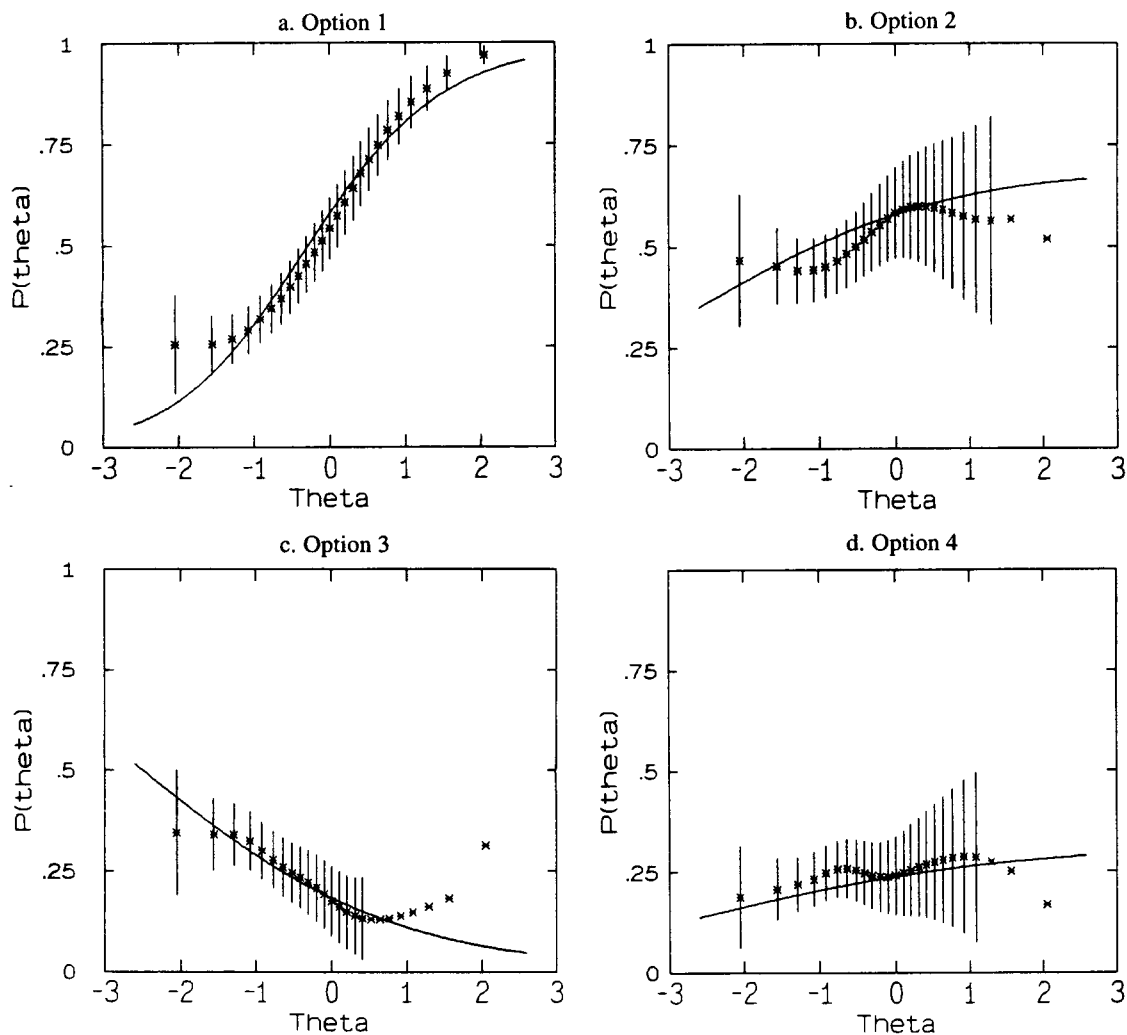 a. Option 1
1
.75
.5
.25
0
P(theta)
-3 -2 -1 0 1 2 3
Theta
b. Option 2
1
.75
.5
.25
0
P(theta)
-3 -2 -1 0 1 2 3
Theta
c. Option 3
1
.75
.5
.25
0
P(theta)
-3 -2 -1 0 1 2 3
Theta
d. Option 4
.75
.5
.25
0
P(theta)
-3 -2 -1 0 1 2 3
Theta